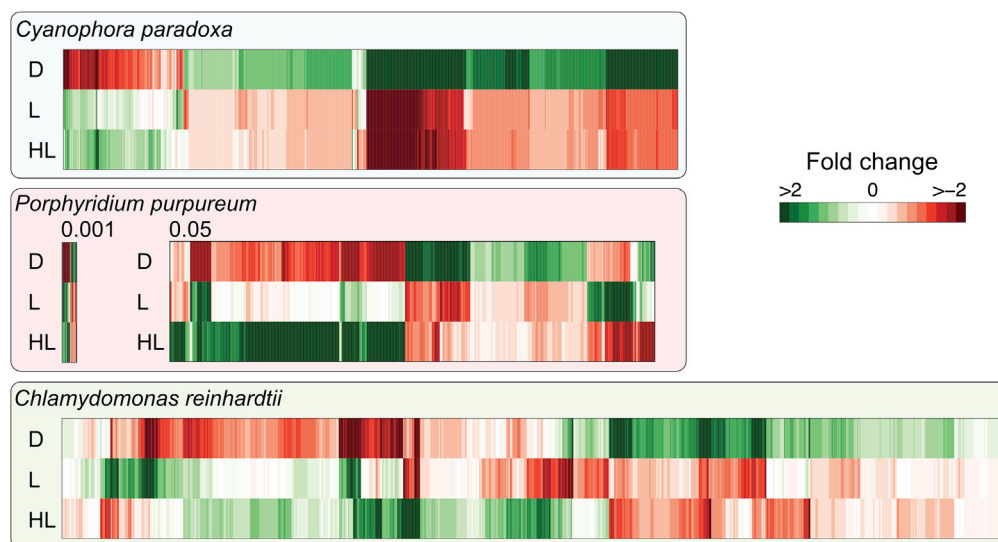 Cyanophora paradoxa
D
L
HL
Fold change
>2 0 >-2
Porphyridium purpureum
0.001 0.05
D D
L L
HL HL
Chlamydomonas reinhardtii
D
L
HL